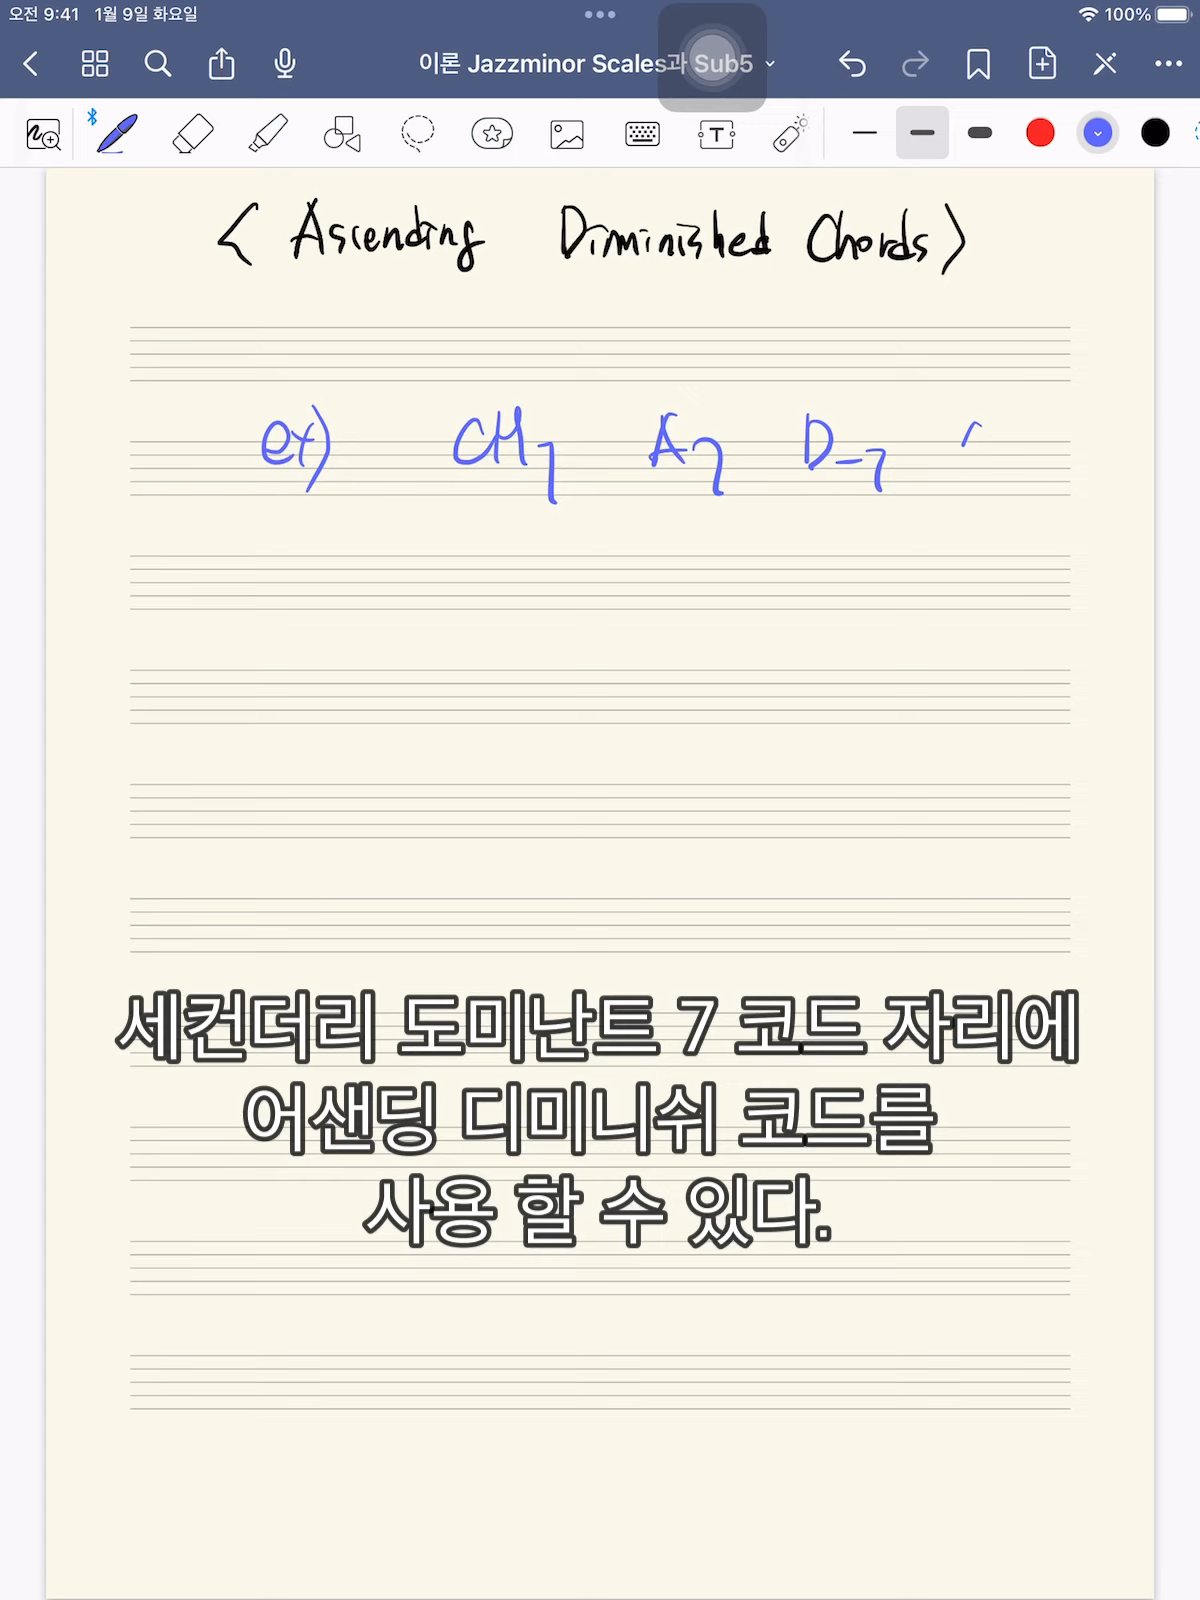 오전 9:41 1월 9일 화요일 100%
이론 Jazzminor Scales과 Sub5
< Ascending Diminished Chords >
ex) CM7 A7 D-7
세컨더리 도미난트 7 코드 자리에
어샌딩 디미니쉬 코드를
사용 할 수 있다.